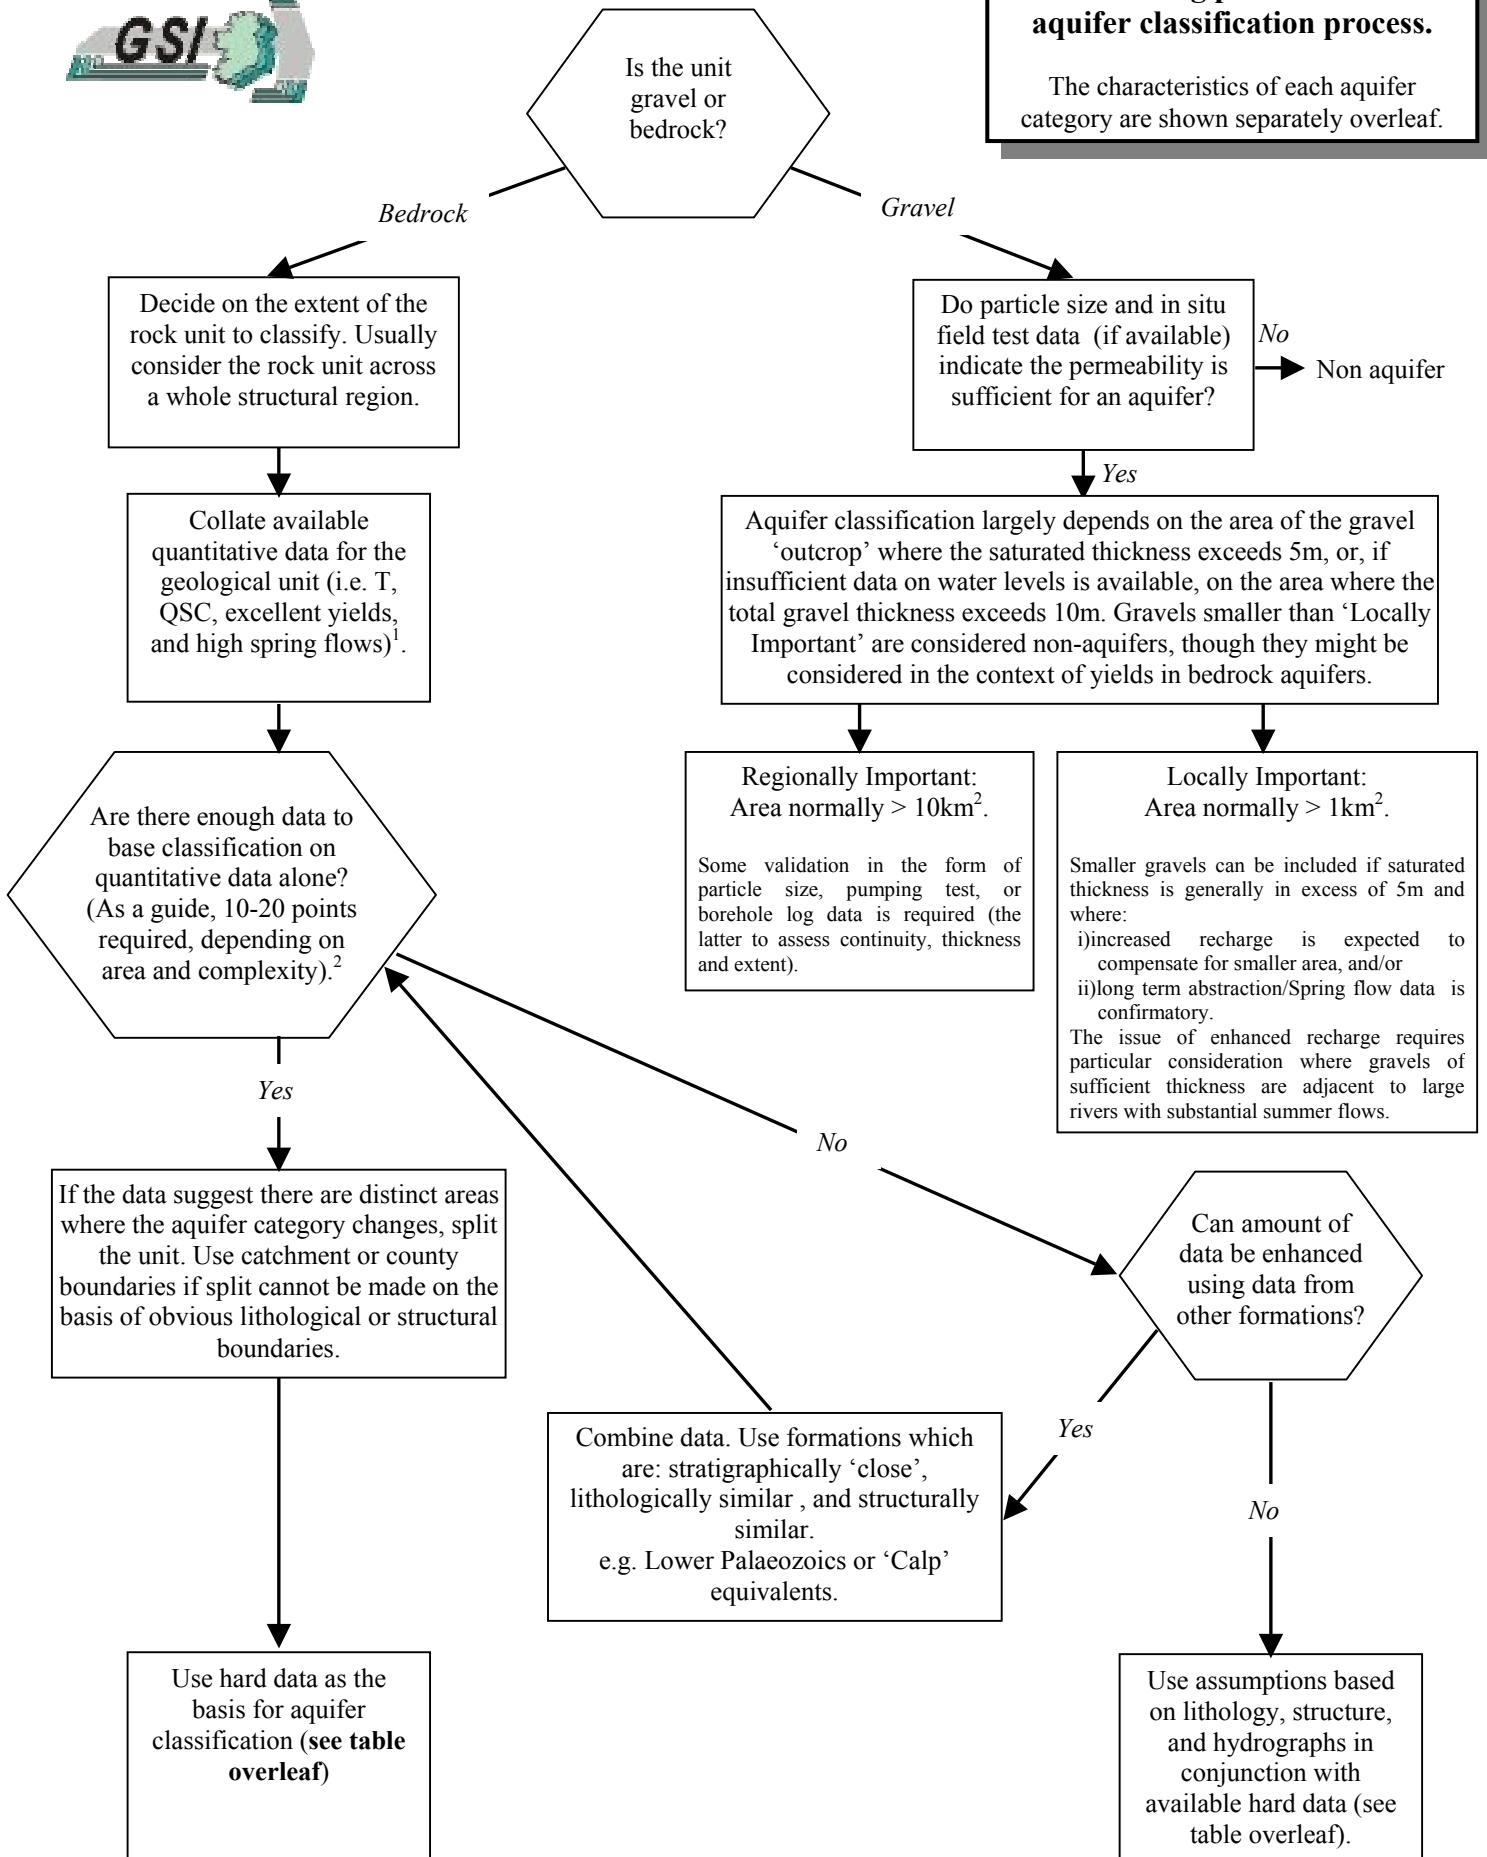 GSI
aquifer classification process.
The characteristics of each aquifer
category are shown separately overleaf.
Is the unit
gravel or
bedrock?
Bedrock
Gravel
Decide on the extent of the
rock unit to classify. Usually
consider the rock unit across
a whole structural region.
Do particle size and in situ
field test data (if available)
indicate the permeability is
sufficient for an aquifer?
No
Non aquifer
Yes
Collate available
quantitative data for the
geological unit (i.e. T,
QSC, excellent yields,
and high spring flows)1.
Aquifer classification largely depends on the area of the gravel
‘outcrop’ where the saturated thickness exceeds 5m, or, if
insufficient data on water levels is available, on the area where the
total gravel thickness exceeds 10m. Gravels smaller than ‘Locally
Important’ are considered non-aquifers, though they might be
considered in the context of yields in bedrock aquifers.
Regionally Important:
Area normally > 10km2.
Some validation in the form of
particle size, pumping test, or
borehole log data is required (the
latter to assess continuity, thickness
and extent).
Locally Important:
Area normally > 1km2.
Smaller gravels can be included if saturated
thickness is generally in excess of 5m and
where:
i)increased recharge is expected to
compensate for smaller area, and/or
ii)long term abstraction/Spring flow data is
confirmatory.
The issue of enhanced recharge requires
particular consideration where gravels of
sufficient thickness are adjacent to large
rivers with substantial summer flows.
Are there enough data to
base classification on
quantitative data alone?
(As a guide, 10-20 points
required, depending on
area and complexity).2
Yes
No
If the data suggest there are distinct areas
where the aquifer category changes, split
the unit. Use catchment or county
boundaries if split cannot be made on the
basis of obvious lithological or structural
boundaries.
Can amount of
data be enhanced
using data from
other formations?
Yes
No
Combine data. Use formations which
are: stratigraphically ‘close’,
lithologically similar , and structurally
similar.
e.g. Lower Palaeozoics or ‘Calp’
equivalents.
Use hard data as the
basis for aquifer
classification (see table
overleaf)
Use assumptions based
on lithology, structure,
and hydrographs in
conjunction with
available hard data (see
table overleaf).